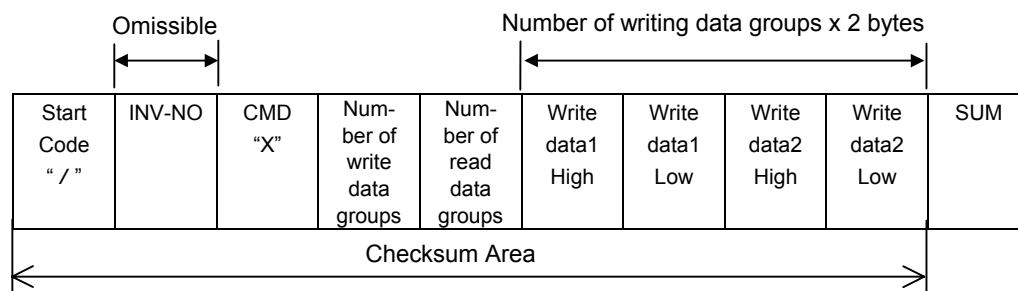 Omissible
Number of writing data groups x 2 bytes
Start
Code
“ / ”
INV-NO
CMD
“X”
Num-
ber of
write
data
groups
Num-
ber of
read
data
groups
Write
data1
High
Write
data1
Low
Write
data2
High
Write
data2
Low
SUM
Checksum Area